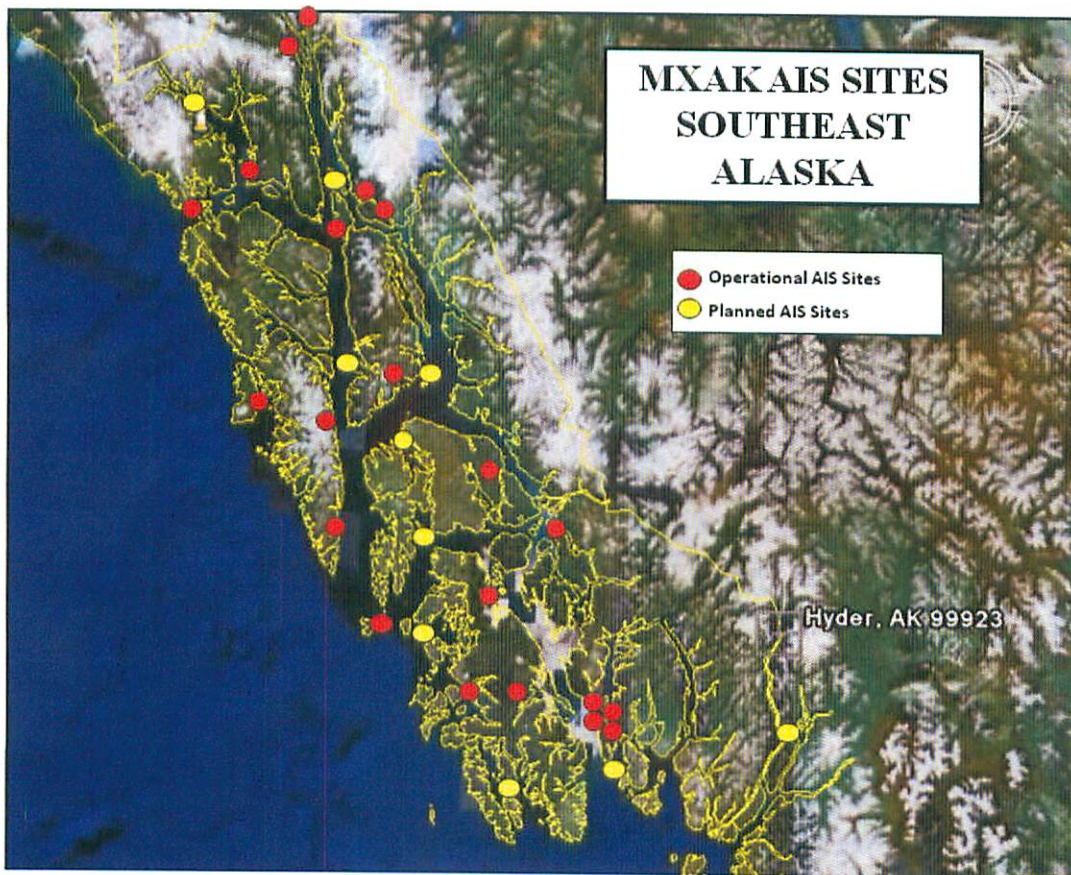 MXAK AIS SITES
SOUTHEAST
ALASKA
Operational AIS Sites
Planned AIS Sites
Hyder, AK 99923